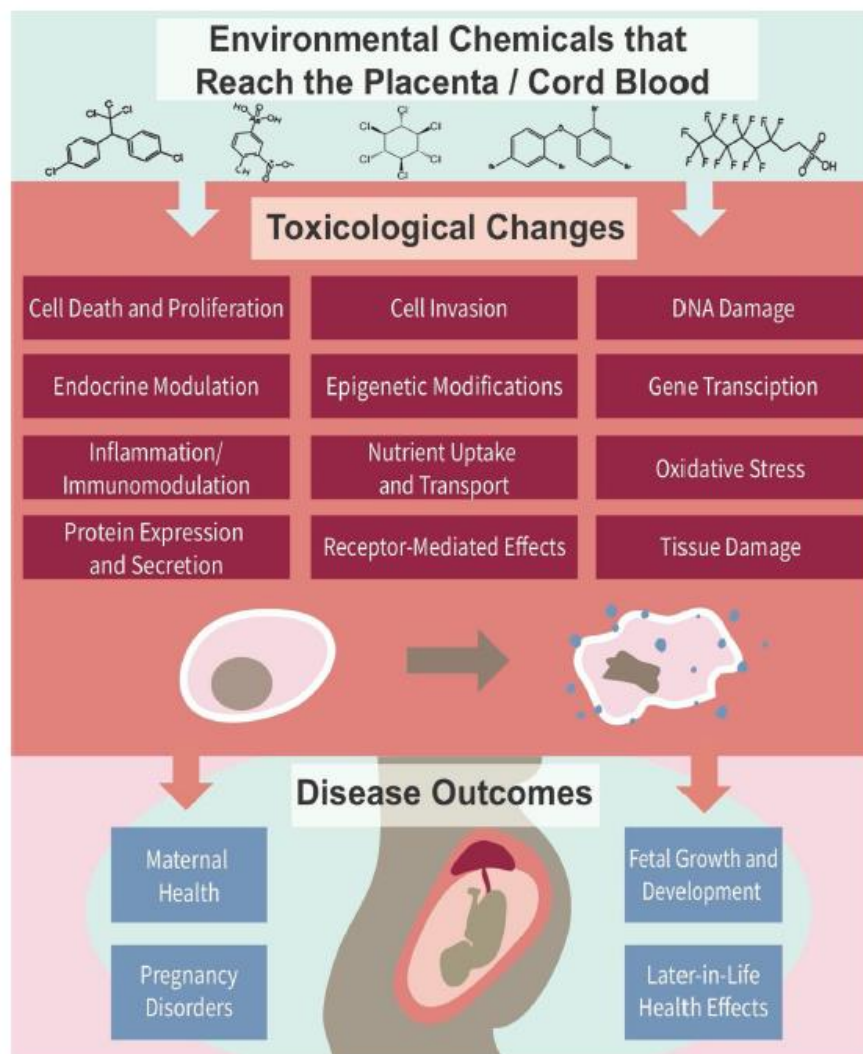 Environmental Chemicals that
Reach the Placenta / Cord Blood
Toxicological Changes
Cell Death and Proliferation
Cell Invasion
DNA Damage
Endocrine Modulation
Epigenetic Modifications
Gene Transciption
Inflammation/
Immunomodulation
Nutrient Uptake
and Transport
Oxidative Stress
Protein Expression
and Secretion
Receptor-Mediated Effects
Tissue Damage
Disease Outcomes
Maternal
Health
Fetal Growth and
Development
Pregnancy
Disorders
Later-in-Life
Health Effects